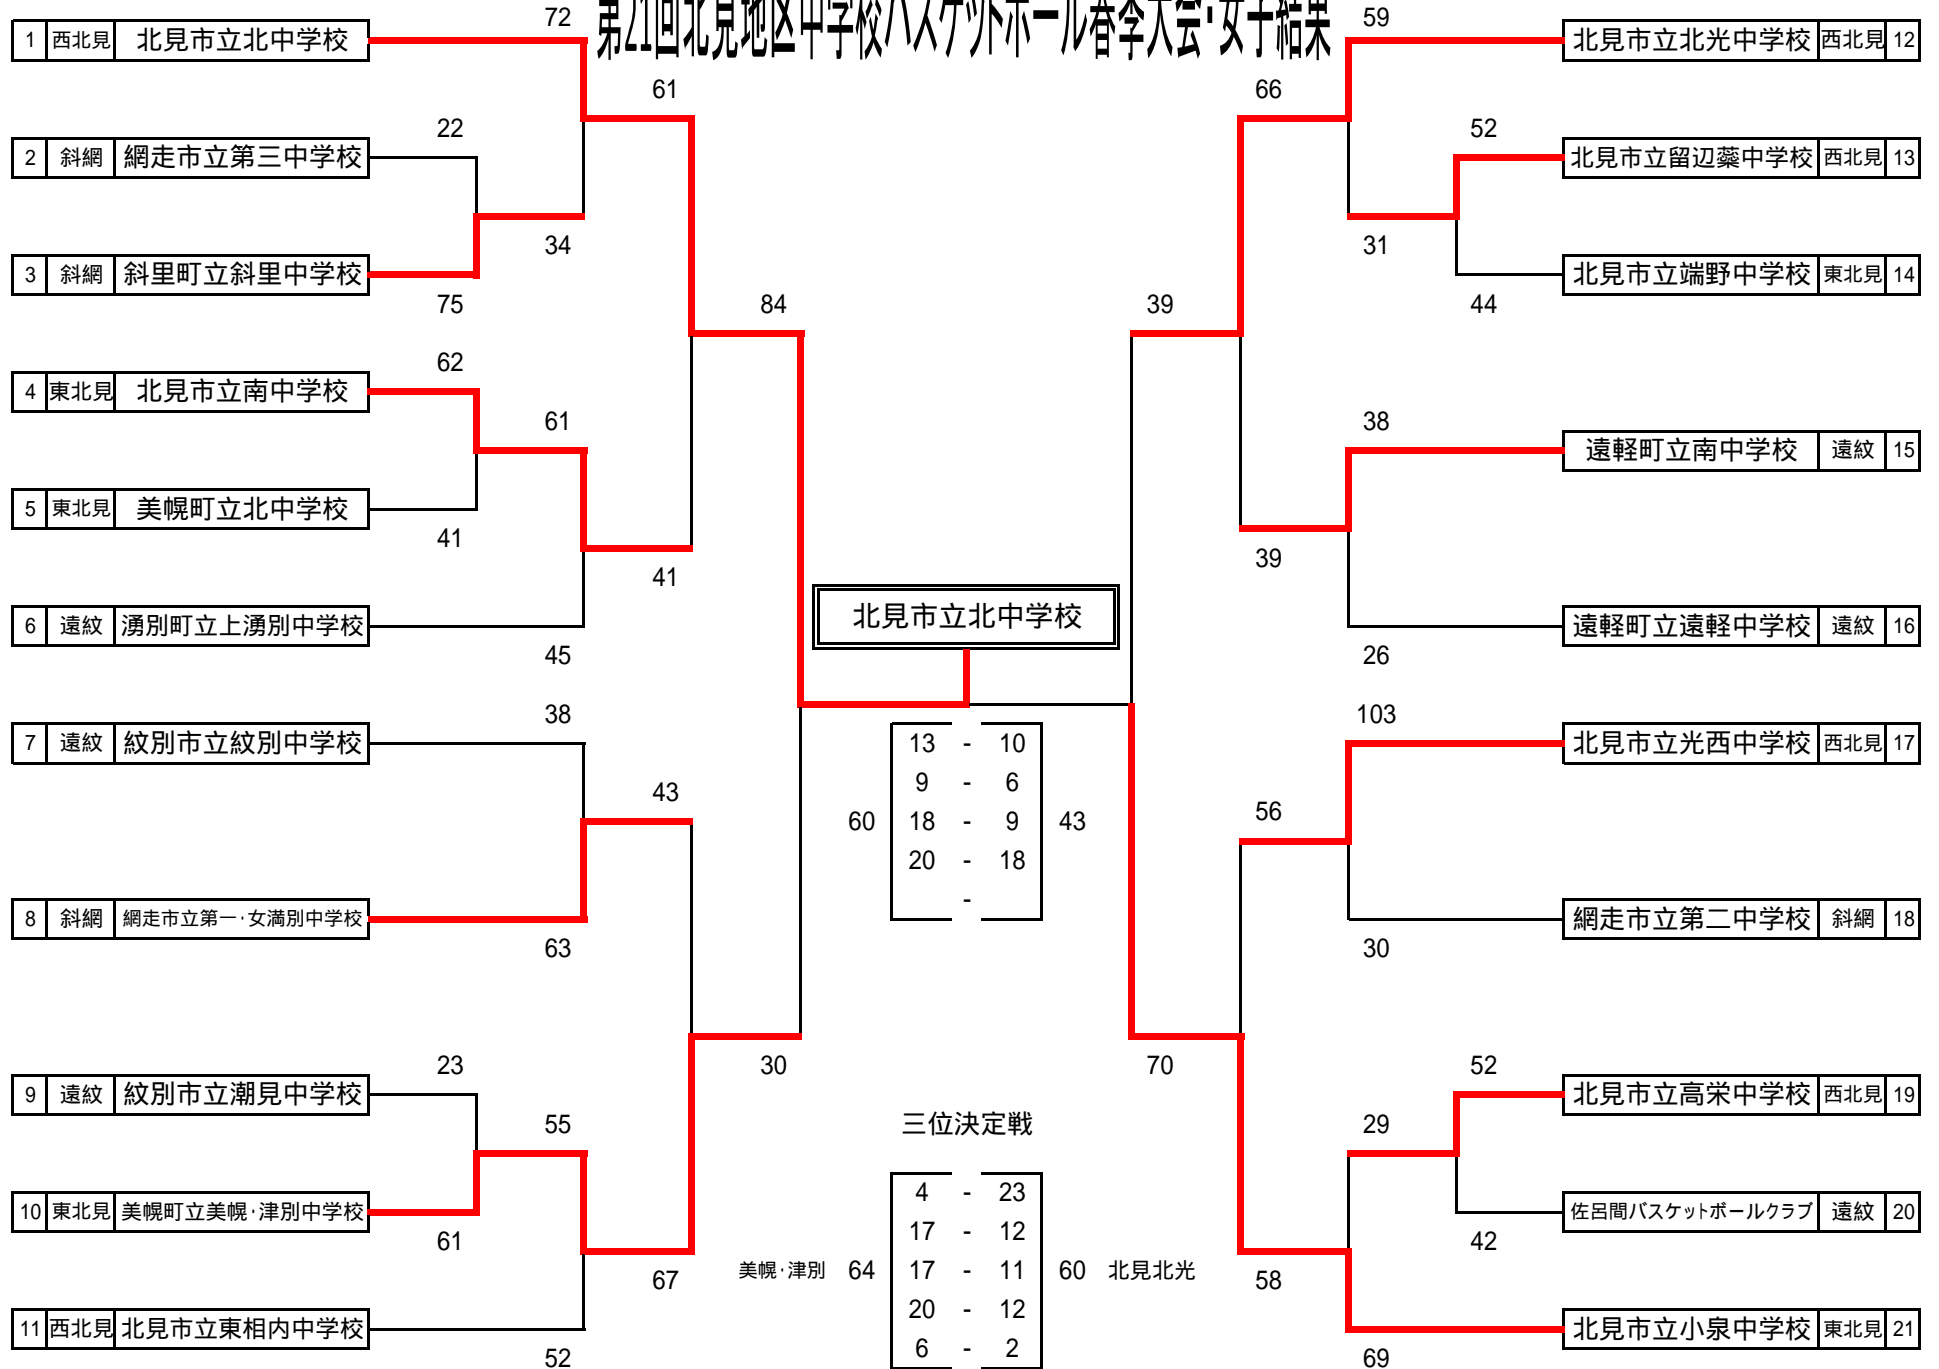 第21回北見地区中学校バスケットボール春季大会・女子結果
1 西北見 北見市立北中学校
72
61
22
2 斜網 網走市立第三中学校
34
3 斜網 斜里町立斜里中学校
75
84
62
4 東北見 北見市立南中学校
61
5 東北見 美幌町立北中学校
41
41
6 遠紋 湧別町立上湧別中学校
45
38
7 遠紋 紋別市立紋別中学校
43
8 斜網 網走市立第一・女満別中学校
63
30
23
9 遠紋 紋別市立潮見中学校
55
10 東北見 美幌町立美幌・津別中学校
61
67
11 西北見 北見市立東相内中学校
52
北見市立北中学校
13 - 10
9 - 6
60 18 - 9 43
20 - 18
-
三位決定戦
4 - 23
17 - 12
美幌・津別 64 17 - 11 60 北見北光
20 - 12
6 - 2
59
北見市立北光中学校 西北見 12
66
52
北見市立留辺蘂中学校 西北見 13
31
北見市立端野中学校 東北見 14
44
39
38
遠軽町立南中学校 遠紋 15
39
遠軽町立遠軽中学校 遠紋 16
26
103
北見市立光西中学校 西北見 17
56
網走市立第二中学校 斜網 18
30
70
52
北見市立高栄中学校 西北見 19
29
佐呂間バスケットボールクラブ 遠紋 20
42
58
北見市立小泉中学校 東北見 21
69